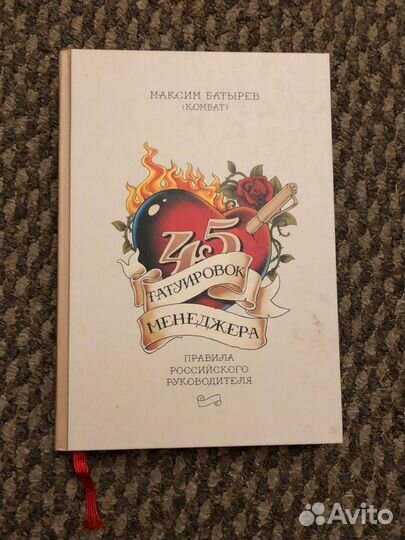 МАКСИМ БАТЫРЕВ
(КОМБАТ)
45
ТАТУИРОВОК
МЕНЕДЖЕРА
ПРАВИЛА
РОССИЙСКОГО
РУКОВОДИТЕЛЯ
Avito